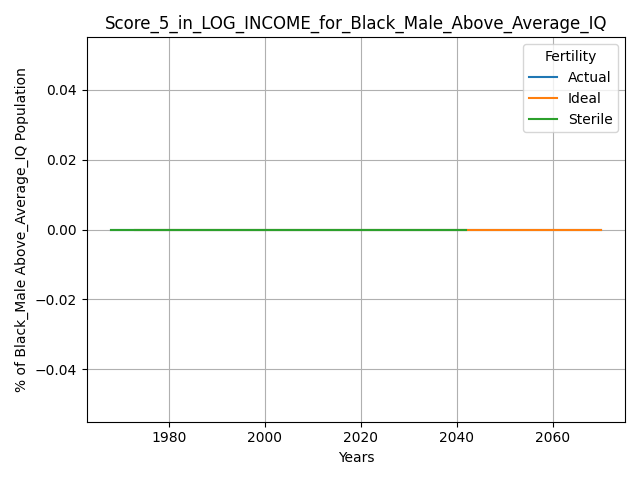 Score_5_in_LOG_INCOME_for_Black_Male_Above_Average_IQ
% of Black_Male Above_Average_IQ Population
0.04
0.02
0.00
−0.02
−0.04
Fertility
Actual
Ideal
Sterile
1980
2000
2020
2040
2060
Years